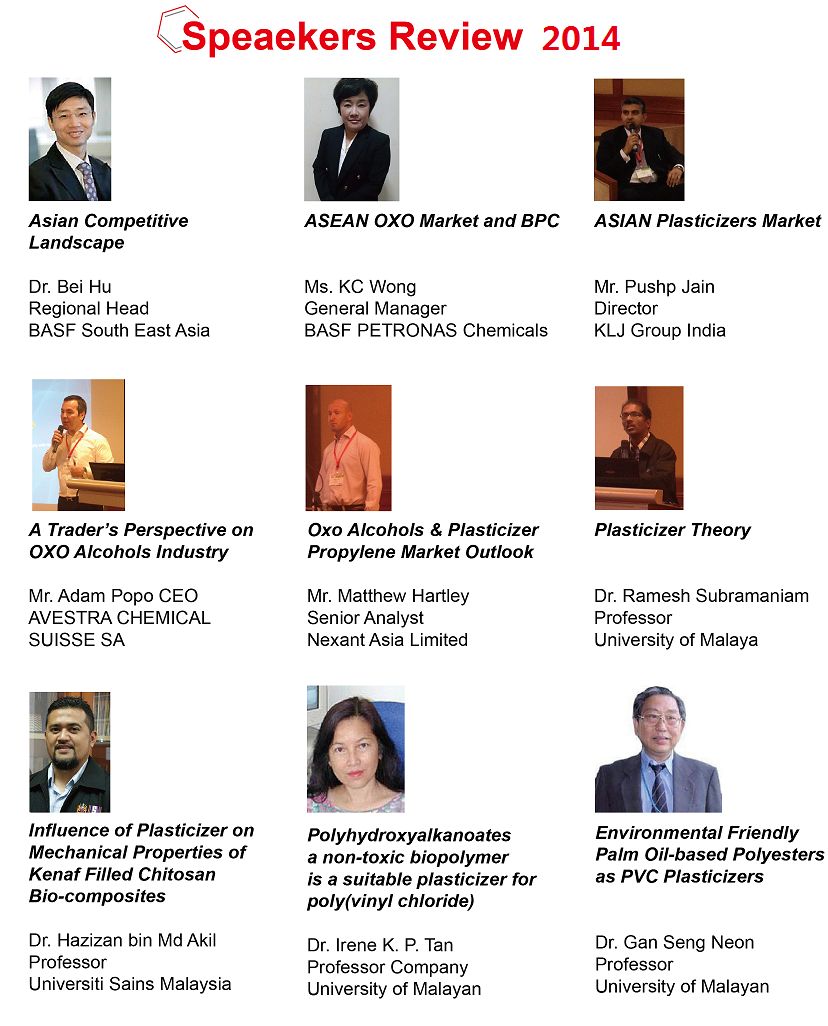 Speaekers Review 2014
Asian Competitive
Landscape
Dr. Bei Hu
Regional Head
BASF South East Asia
ASEAN OXO Market and BPC
Ms. KC Wong
General Manager
BASF PETRONAS Chemicals
ASIAN Plasticizers Market
Mr. Pushp Jain
Director
KLJ Group India
A Trader's Perspective on
OXO Alcohols Industry
Mr. Adam Popo CEO
AVESTRA CHEMICAL
SUISSE SA
Oxo Alcohols & Plasticizer
Propylene Market Outlook
Mr. Matthew Hartley
Senior Analyst
Nexant Asia Limited
Plasticizer Theory
Dr. Ramesh Subramaniam
Professor
University of Malaya
Influence of Plasticizer on
Mechanical Properties of
Kenaf Filled Chitosan
Bio-composites
Dr. Hazizan bin Md Akil
Professor
Universiti Sains Malaysia
Polyhydroxyalkanoates
a non-toxic biopolymer
is a suitable plasticizer for
poly(vinyl chloride)
Dr. Irene K. P. Tan
Professor Company
University of Malayan
Environmental Friendly
Palm Oil-based Polyesters
as PVC Plasticizers
Dr. Gan Seng Neon
Professor
University of Malayan